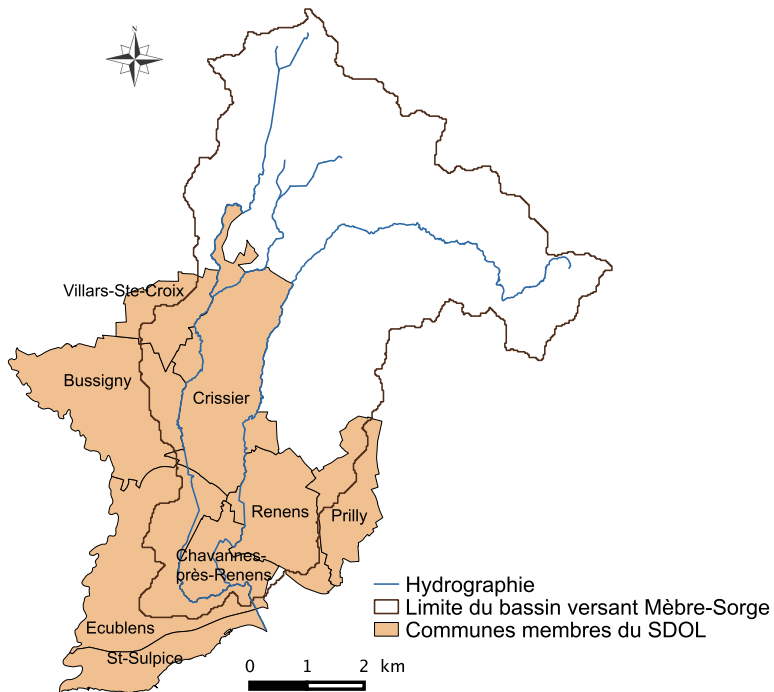 N
Villars-Ste-Croix
Bussigny
Crissier
Renens
Prilly
Chavannes-
près-Renens
Ecublens
St-Sulpice
Hydrographie
Limite du bassin versant Mèbre-Sorge
Communes membres du SDOL
0 1 2 km